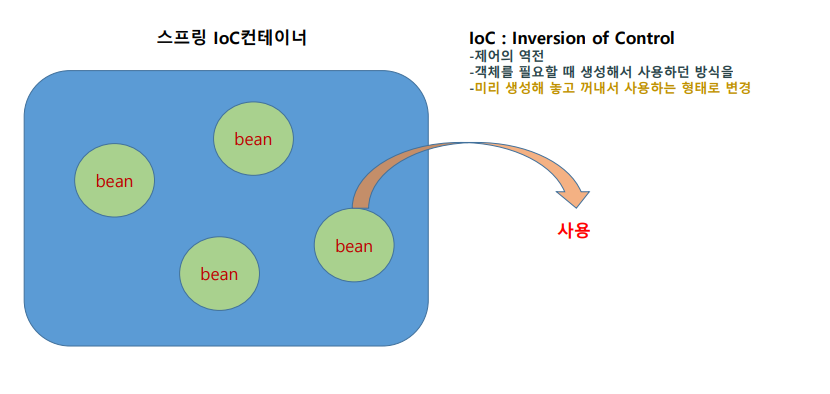 스프링 IoC컨테이너
IoC : Inversion of Control
-제어의 역전
-객체를 필요할 때 생성해서 사용하던 방식을
-미리 생성해 놓고 꺼내서 사용하는 형태로 변경
bean
bean
bean
bean
사용